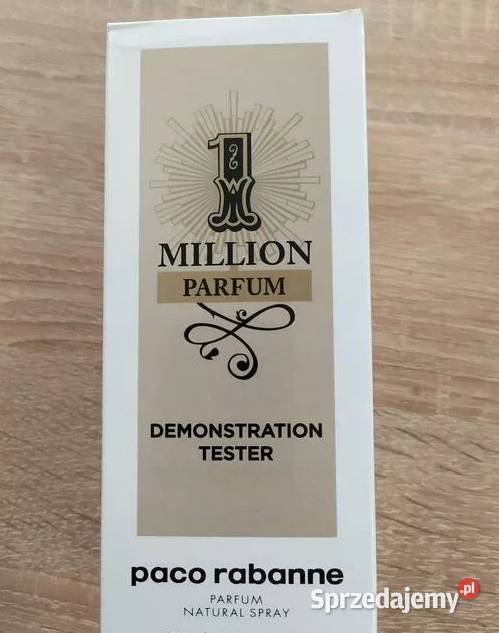 1
MILLION
PARFUM
DEMONSTRATION
TESTER
paco rabanne
PARFUM
NATURAL SPRAY
Sprzedajemy.pl